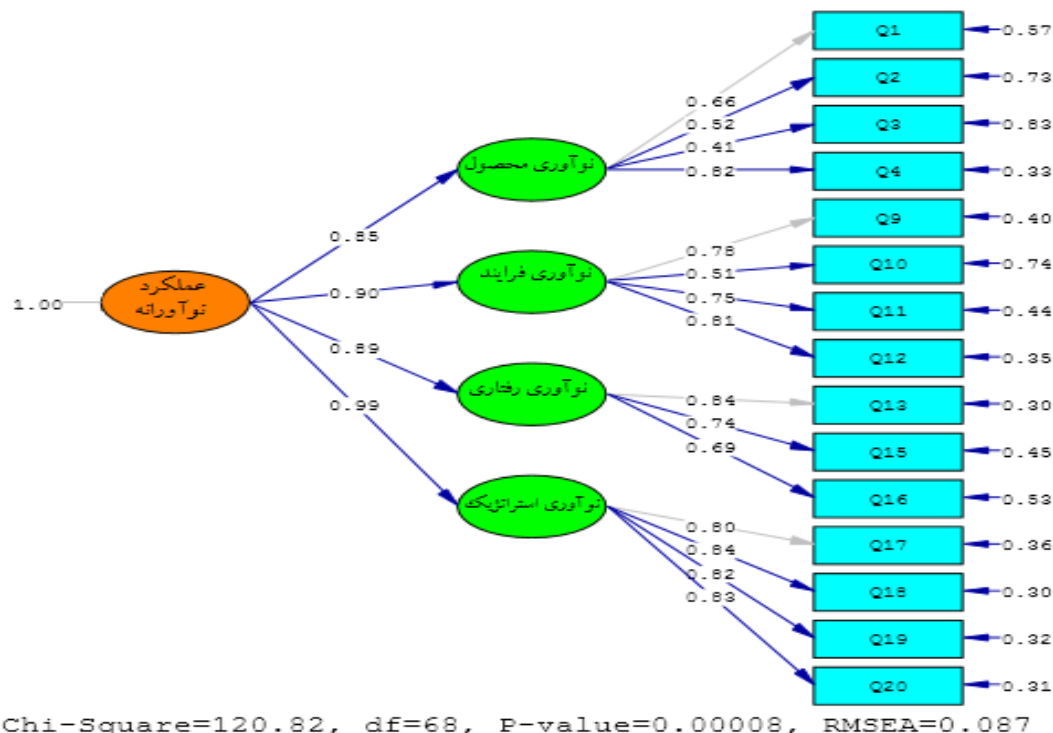 Q1
0.57
Q2
0.73
0.66
0.52
Q3
0.83
0.41
نوآوری محصول
0.82
Q4
0.33
Q9
0.40
0.85
0.78
نوآوری فرایند
0.51
Q10
0.74
0.75
عملکرد
نوآورانه
1.00
0.90
0.81
Q11
0.44
0.89
Q12
0.35
نوآوری رفتاری
0.84
Q13
0.30
0.99
0.74
0.69
Q15
0.45
Q16
0.53
نوآوری استراتژیک
0.80
0.84
0.82
0.83
Q17
0.36
Q18
0.30
Q19
0.32
Q20
0.31
Chi-Square=120.82, df=68, P-value=0.00008, RMSEA=0.087